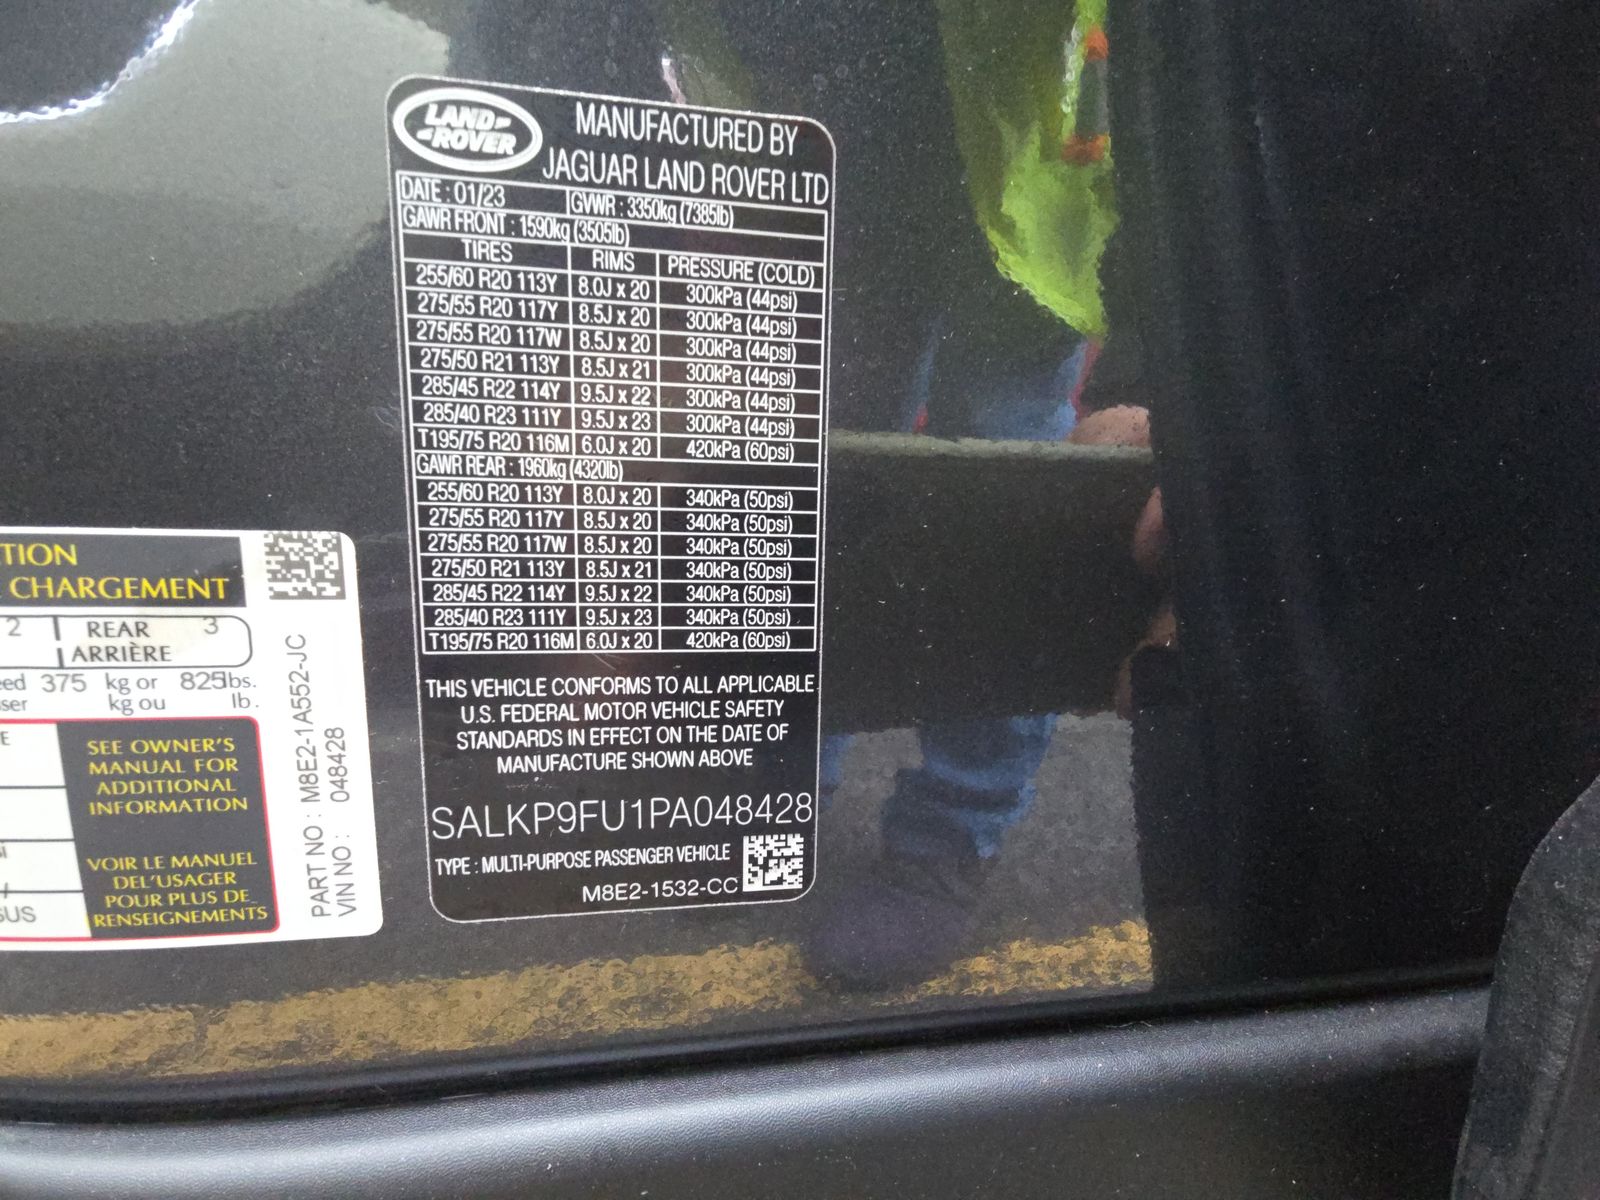 LAND
ROVER
MANUFACTURED BY
JAGUAR LAND ROVER LTD
DATE : 01/23 GVWR : 3350kg (7385lb)
GAWR FRONT : 1590kg (3505lb)
TIRES RIMS PRESSURE (COLD)
255/60 R20 113Y 8.0J x 20 300kPa (44psi)
275/55 R20 117Y 8.5J x 20 300kPa (44psi)
275/55 R20 117W 8.5J x 20 300kPa (44psi)
275/50 R21 113Y 8.5J x 21 300kPa (44psi)
285/45 R22 114Y 9.5J x 22 300kPa (44psi)
285/40 R23 111Y 9.5J x 23 300kPa (44psi)
T195/75 R20 116M 6.0J x 20 420kPa (60psi)
GAWR REAR : 1960kg (4320lb)
255/60 R20 113Y 8.0J x 20 340kPa (50psi)
275/55 R20 117Y 8.5J x 20 340kPa (50psi)
275/55 R20 117W 8.5J x 20 340kPa (50psi)
275/50 R21 113Y 8.5J x 21 340kPa (50psi)
285/45 R22 114Y 9.5J x 22 340kPa (50psi)
285/40 R23 111Y 9.5J x 23 340kPa (50psi)
T195/75 R20 116M 6.0J x 20 420kPa (60psi)
THIS VEHICLE CONFORMS TO ALL APPLICABLE
U.S. FEDERAL MOTOR VEHICLE SAFETY
STANDARDS IN EFFECT ON THE DATE OF
MANUFACTURE SHOWN ABOVE
SALKP9FU1PA048428
TYPE : MULTI-PURPOSE PASSENGER VEHICLE
M8E2-1532-CC
CHARGEMENT
2 REAR 3
ARRIÈRE
375 kg or 825lbs.
kg ou lb.
SEE OWNER'S
MANUAL FOR
ADDITIONAL
INFORMATION
VOIR LE MANUEL
DEL'USAGER
POUR PLUS DE
RENSEIGNEMENTS
PART NO : M8E2-1A552-JC
VIN NO : 048428